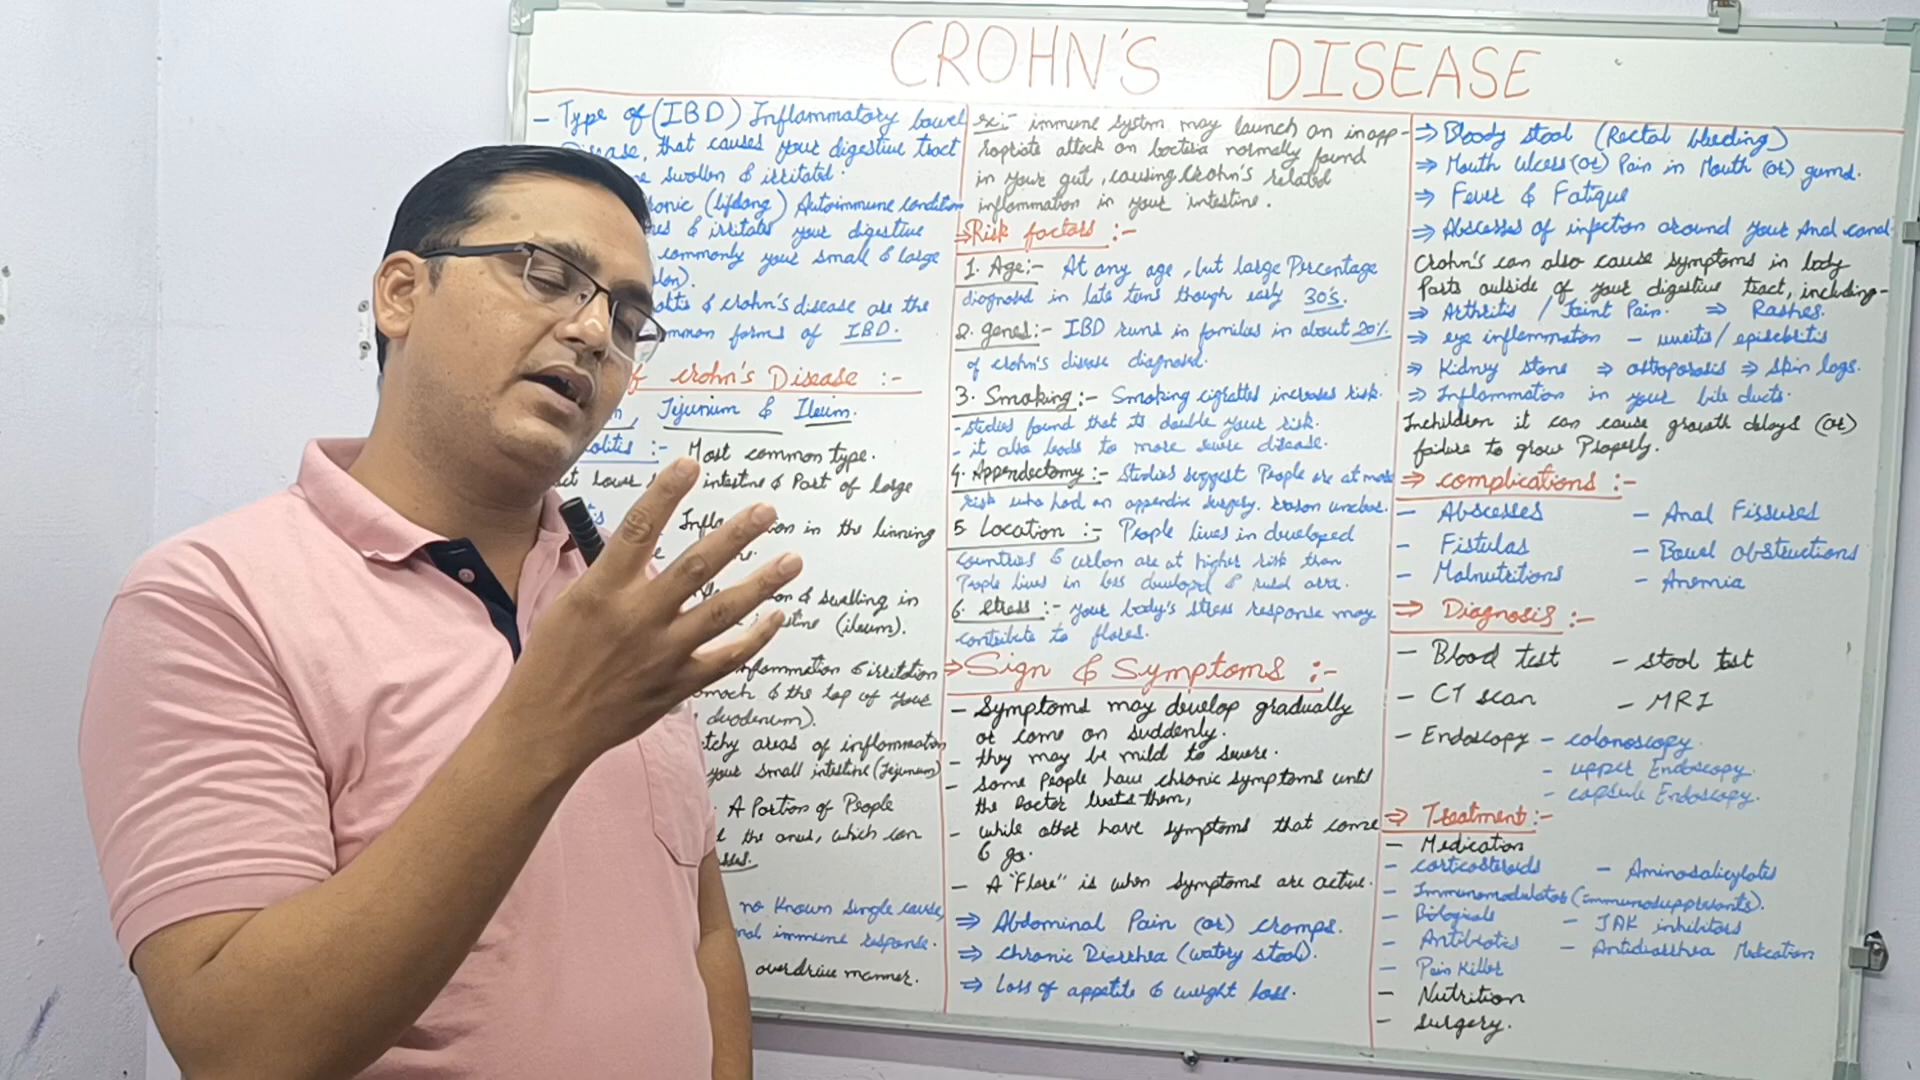 CROHN'S DISEASE
- Type of (IBD) Inflammatory bowel
Disease, that causes your digestive tract
swollen & irritated.
(lifelong) Autoimmune condition
& irritates your digestive
commonly your small & large
& crohn's disease are the
forms of IBD.
of crohn's Disease :-
Jejunum & Ileum.
:- Most common type.
lower intestine & Part of large
in the linning
& swelling in
(ileum).
Inflammation & irritation
& the top of your
duodenum).
areas of inflammation
your small intistine (Jejunum)
A Portion of People
the ones, which can
no known single cause,
immune response.
overdrive manner.
ex:- immune system may launch an inapp-
ropriate attack on bacteria normally found
in your gut, causing Crohn's related
inflammation in your intestine.
⇒Risk factors :-
1. Age:- At any age, but large Percentage
diagnosed in late teens though early 30's.
2. genes:- IBD runs in families in about 20%
of crohn's disease diagnosed.
3. Smoking:- Smoking cigrattes increases risk.
- studies found that its double your risk.
- it also leads to more severe disease.
4. Appendectomy:- Studies suggest People are at more
risk who had an appendix surgery. reason
5 Location :- People lives in developed
countries & urban are at higher risk than
People lives in less & area.
6. stress:- your body's stress response may
contribute to flares.
⇒Sign & Symptoms :-
- Symptoms may develop gradually
or come on suddenly.
- they may be mild to severe.
- Some People have chronic symptoms until
the Doctor them,
- while other have symptoms that come
& go.
- A "Flare" is when symptoms are active.
⇒ Abdominal Pain (or) cramps.
⇒ Chronic Diarrhea (watery stool).
⇒ Loss of appetite & weight loss.
⇒ Bloody stool (Rectal bleeding)
⇒ Mouth ulcers (or) Pain in Mouth (or) gums.
⇒ Fever & Fatique
⇒ Abscesses of infection around your Anal canal
Crohn's can also cause symptoms in body
Parts outside of your digestive tract, including-
⇒ Arthritis / Joint Pain. ⇒ Rashes.
⇒ eye inflammation - uveitis/
⇒ Kidney stone ⇒ ⇒ Skin tags.
⇒ Inflammation in your bile ducts.
Inchildren it can cause growth delays (or)
failure to grow Properly.
⇒ complications :-
- Abscesses - Anal Fissures
- Fistulas - Bowel obstructions
- Malnutritions - Anemia
⇒ Diagnosis :-
- Blood test - stool test
- CT scan - MRI
- Endoscopy - colonoscopy.
- upper Endoscopy.
- capsule Endoscopy.
⇒ Treatment:-
- Medication
- corticosteroids - Aminosalicylates
- Immunomodulators (immunosuppressants).
- Biologicals - JAK inhibitors
- Antibiotics - Antidiarrhea Medication
- Pain killer
- Nutrition
- surgery.